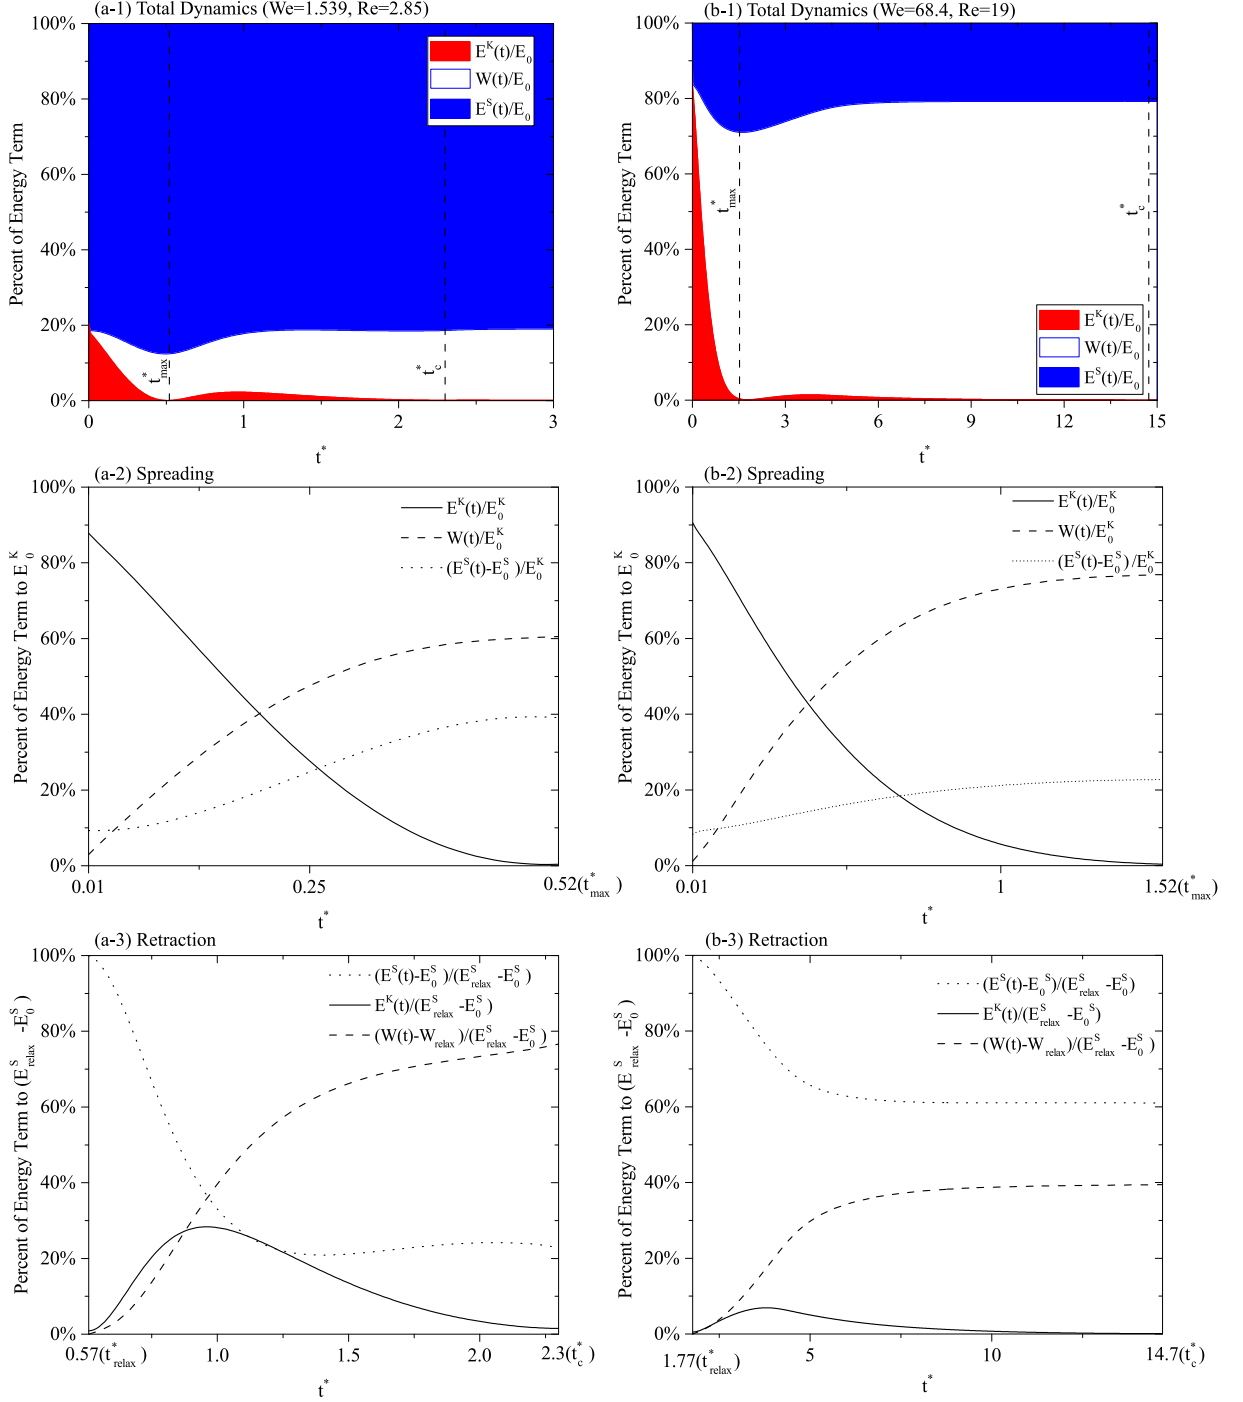 (a-1) Total Dynamics (We=1.539, Re=2.85)
Percent of Energy Term
100%
80%
60%
40%
20%
0%
E^K(t)/E_0
W(t)/E_0
E^S(t)/E_0
t*_max
t*_c
0 1 2 3
t*
(b-1) Total Dynamics (We=68.4, Re=19)
Percent of Energy Term
100%
80%
60%
40%
20%
0%
t*_max
t*_c
E^K(t)/E_0
W(t)/E_0
E^S(t)/E_0
0 3 6 9 12 15
t*
(a-2) Spreading
Percent of Energy Term to E_0^K
100%
80%
60%
40%
20%
0%
E^K(t)/E_0^K
W(t)/E_0^K
(E^S(t)-E_0^S)/E_0^K
0.01 0.25 0.52(t*_max)
t*
(b-2) Spreading
Percent of Energy Term to E_0^K
100%
80%
60%
40%
20%
0%
E^K(t)/E_0^K
W(t)/E_0^K
(E^S(t)-E_0^S)/E_0^K
0.01 1 1.52(t*_max)
t*
(a-3) Retraction
Percent of Energy Term to (E^S_relax -E_0^S)
100%
80%
60%
40%
20%
0%
(E^S(t)-E_0^S)/(E^S_relax -E_0^S)
E^K(t)/(E^S_relax -E_0^S)
(W(t)-W_relax)/(E^S_relax -E_0^S)
0.57(t*_relax) 1.0 1.5 2.0 2.3(t*_c)
t*
(b-3) Retraction
Percent of Energy Term to (E^S_relax -E_0^S)
100%
80%
60%
40%
20%
0%
(E^S(t)-E_0^S)/(E^S_relax -E_0^S)
E^K(t)/(E^S_relax -E_0^S)
(W(t)-W_relax)/(E^S_relax -E_0^S)
1.77(t*_relax) 5 10 14.7(t*_c)
t*